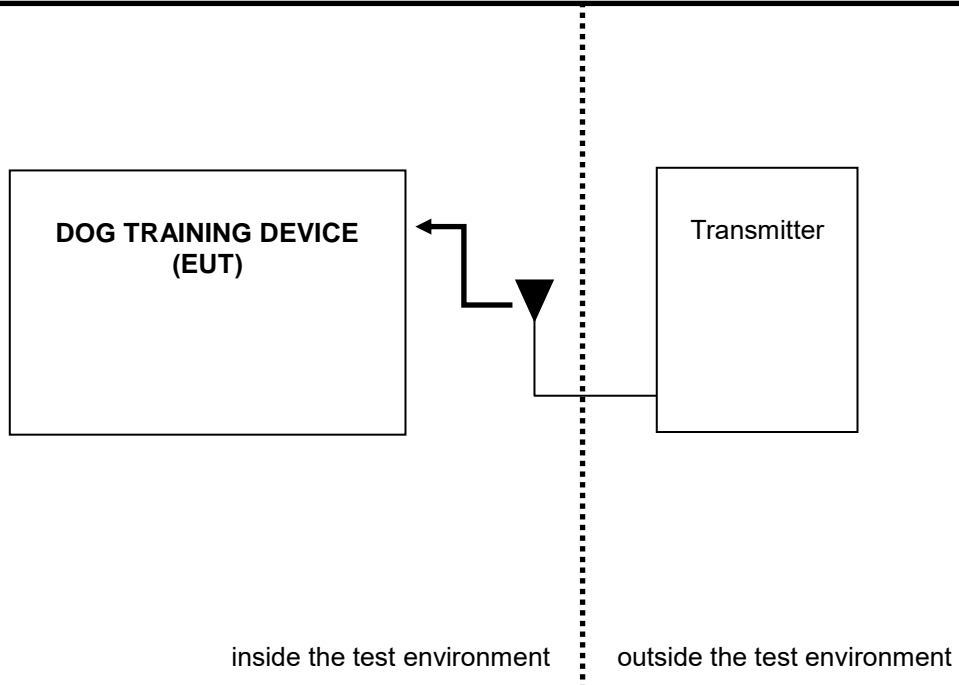 DOG TRAINING DEVICE
(EUT)
Transmitter
inside the test environment
outside the test environment